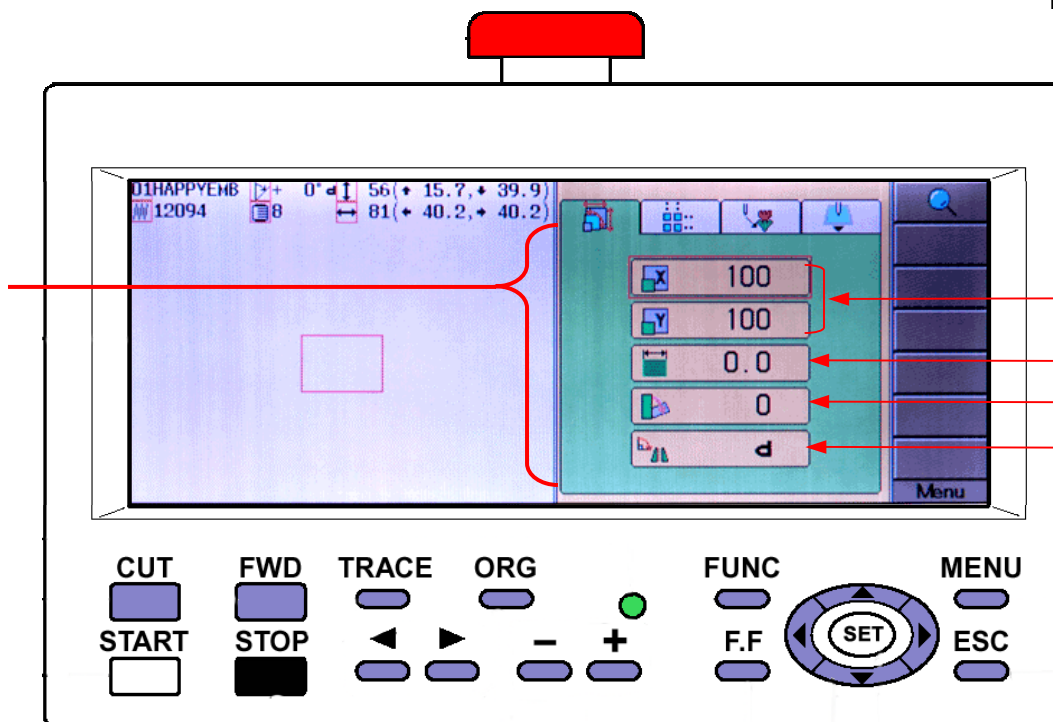 01HAPPYEMB + 0° d 56(↑ 15.7,↓ 39.9)
12094 8 81(← 40.2,→ 40.2)
X 100
Y 100
0.0
0
d
Menu
CUT FWD TRACE ORG FUNC MENU
START STOP – + F.F SET ESC